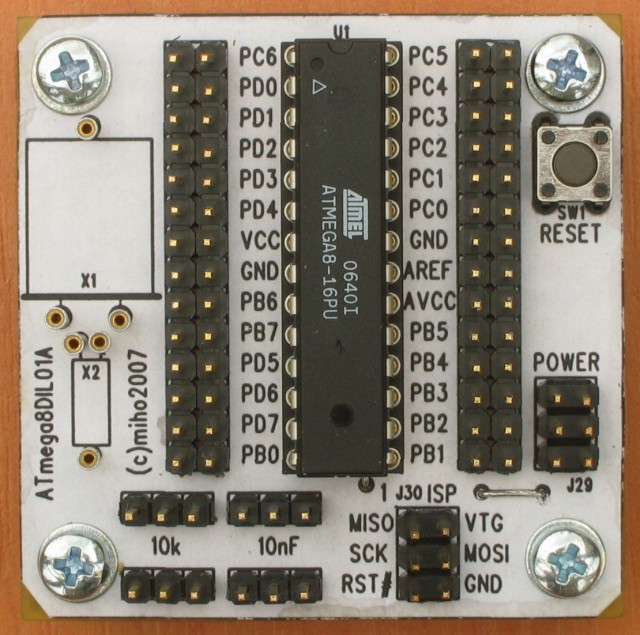 U1
PC6
PD0
PD1
PD2
PD3
PD4
VCC
GND
PB6
PB7
PD5
PD6
PD7
PB0
ATMEL 0640I
ATMEGA8-16PU
PC5
PC4
PC3
PC2
PC1
PC0
GND
AREF
AVCC
PB5
PB4
PB3
PB2
PB1
SW1
RESET
X1
X2
ATmega8DIL01A
(c)miho2007
POWER
J29
1 J30 ISP
MISO VTG
SCK MOSI
RST# GND
10k
10nF